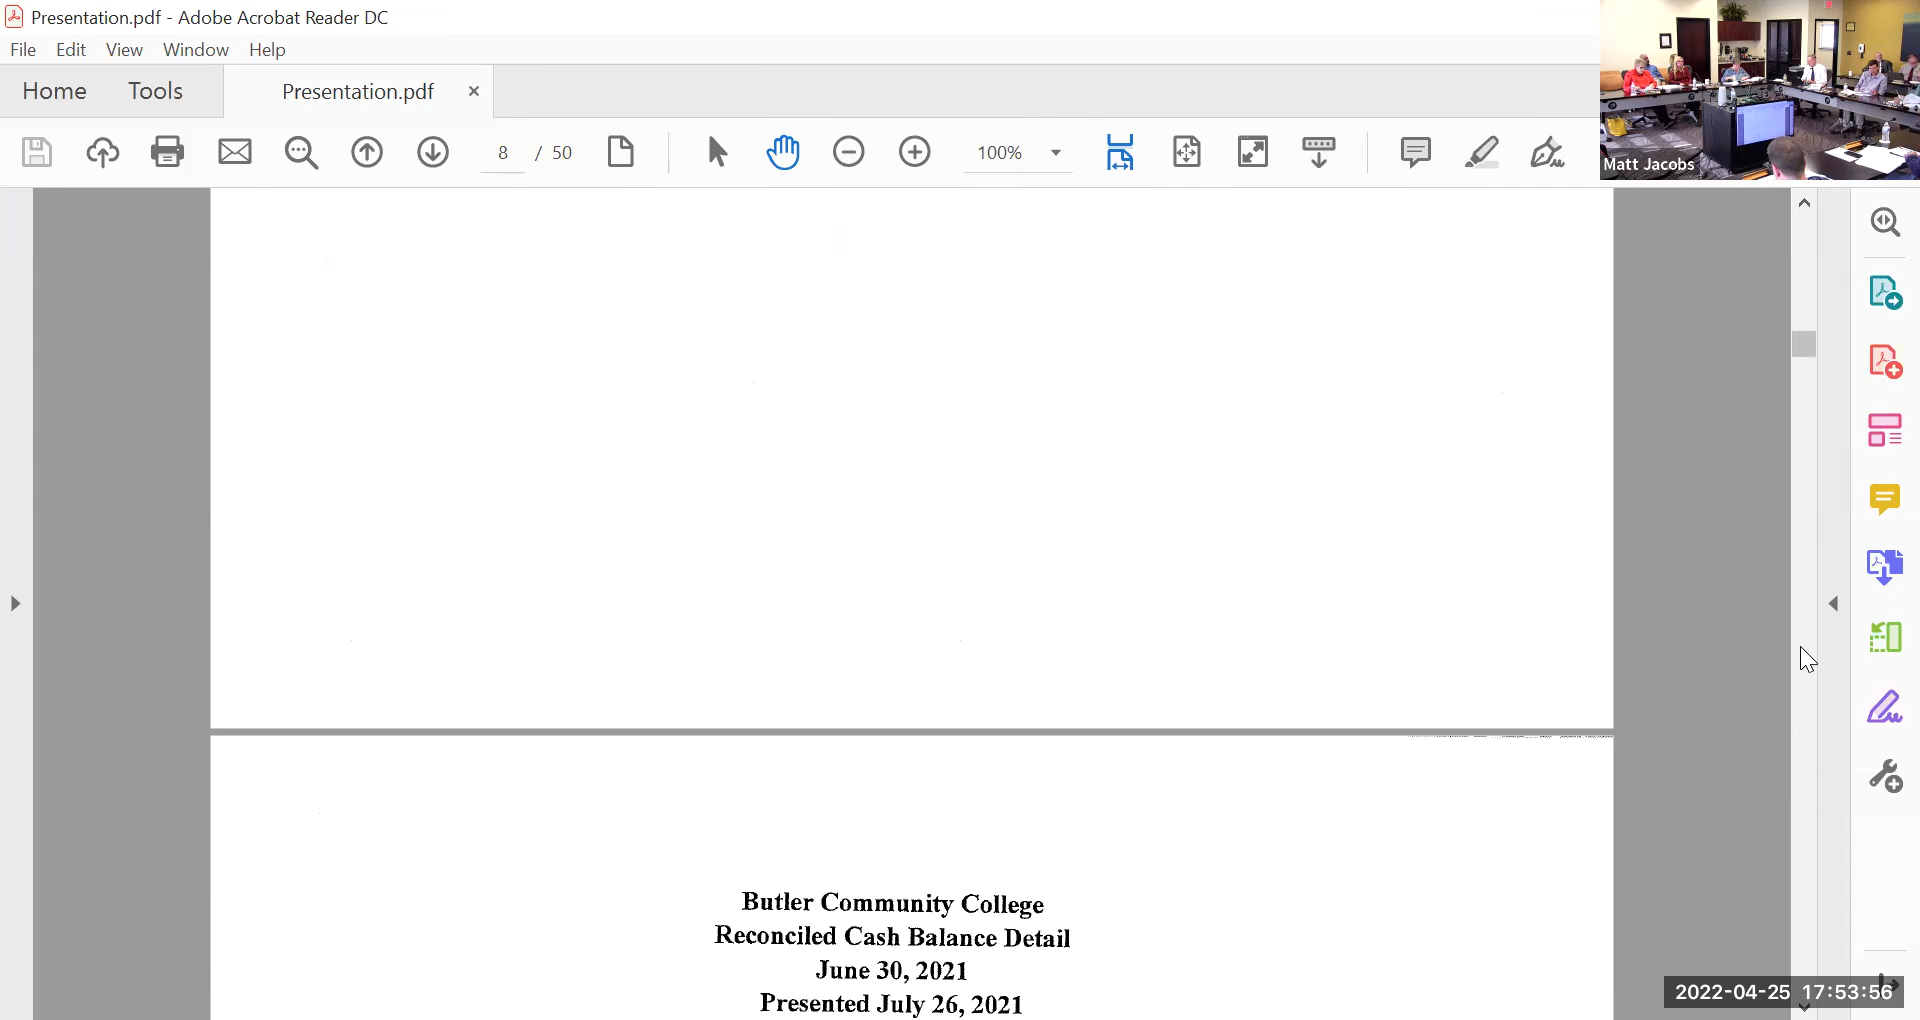 Presentation.pdf - Adobe Acrobat Reader DC
File Edit View Window Help
Home Tools Presentation.pdf ×
8 / 50 100%
Matt Jacobs
Butler Community College
Reconciled Cash Balance Detail
June 30, 2021
Presented July 26, 2021
2022-04-25 17:53:56